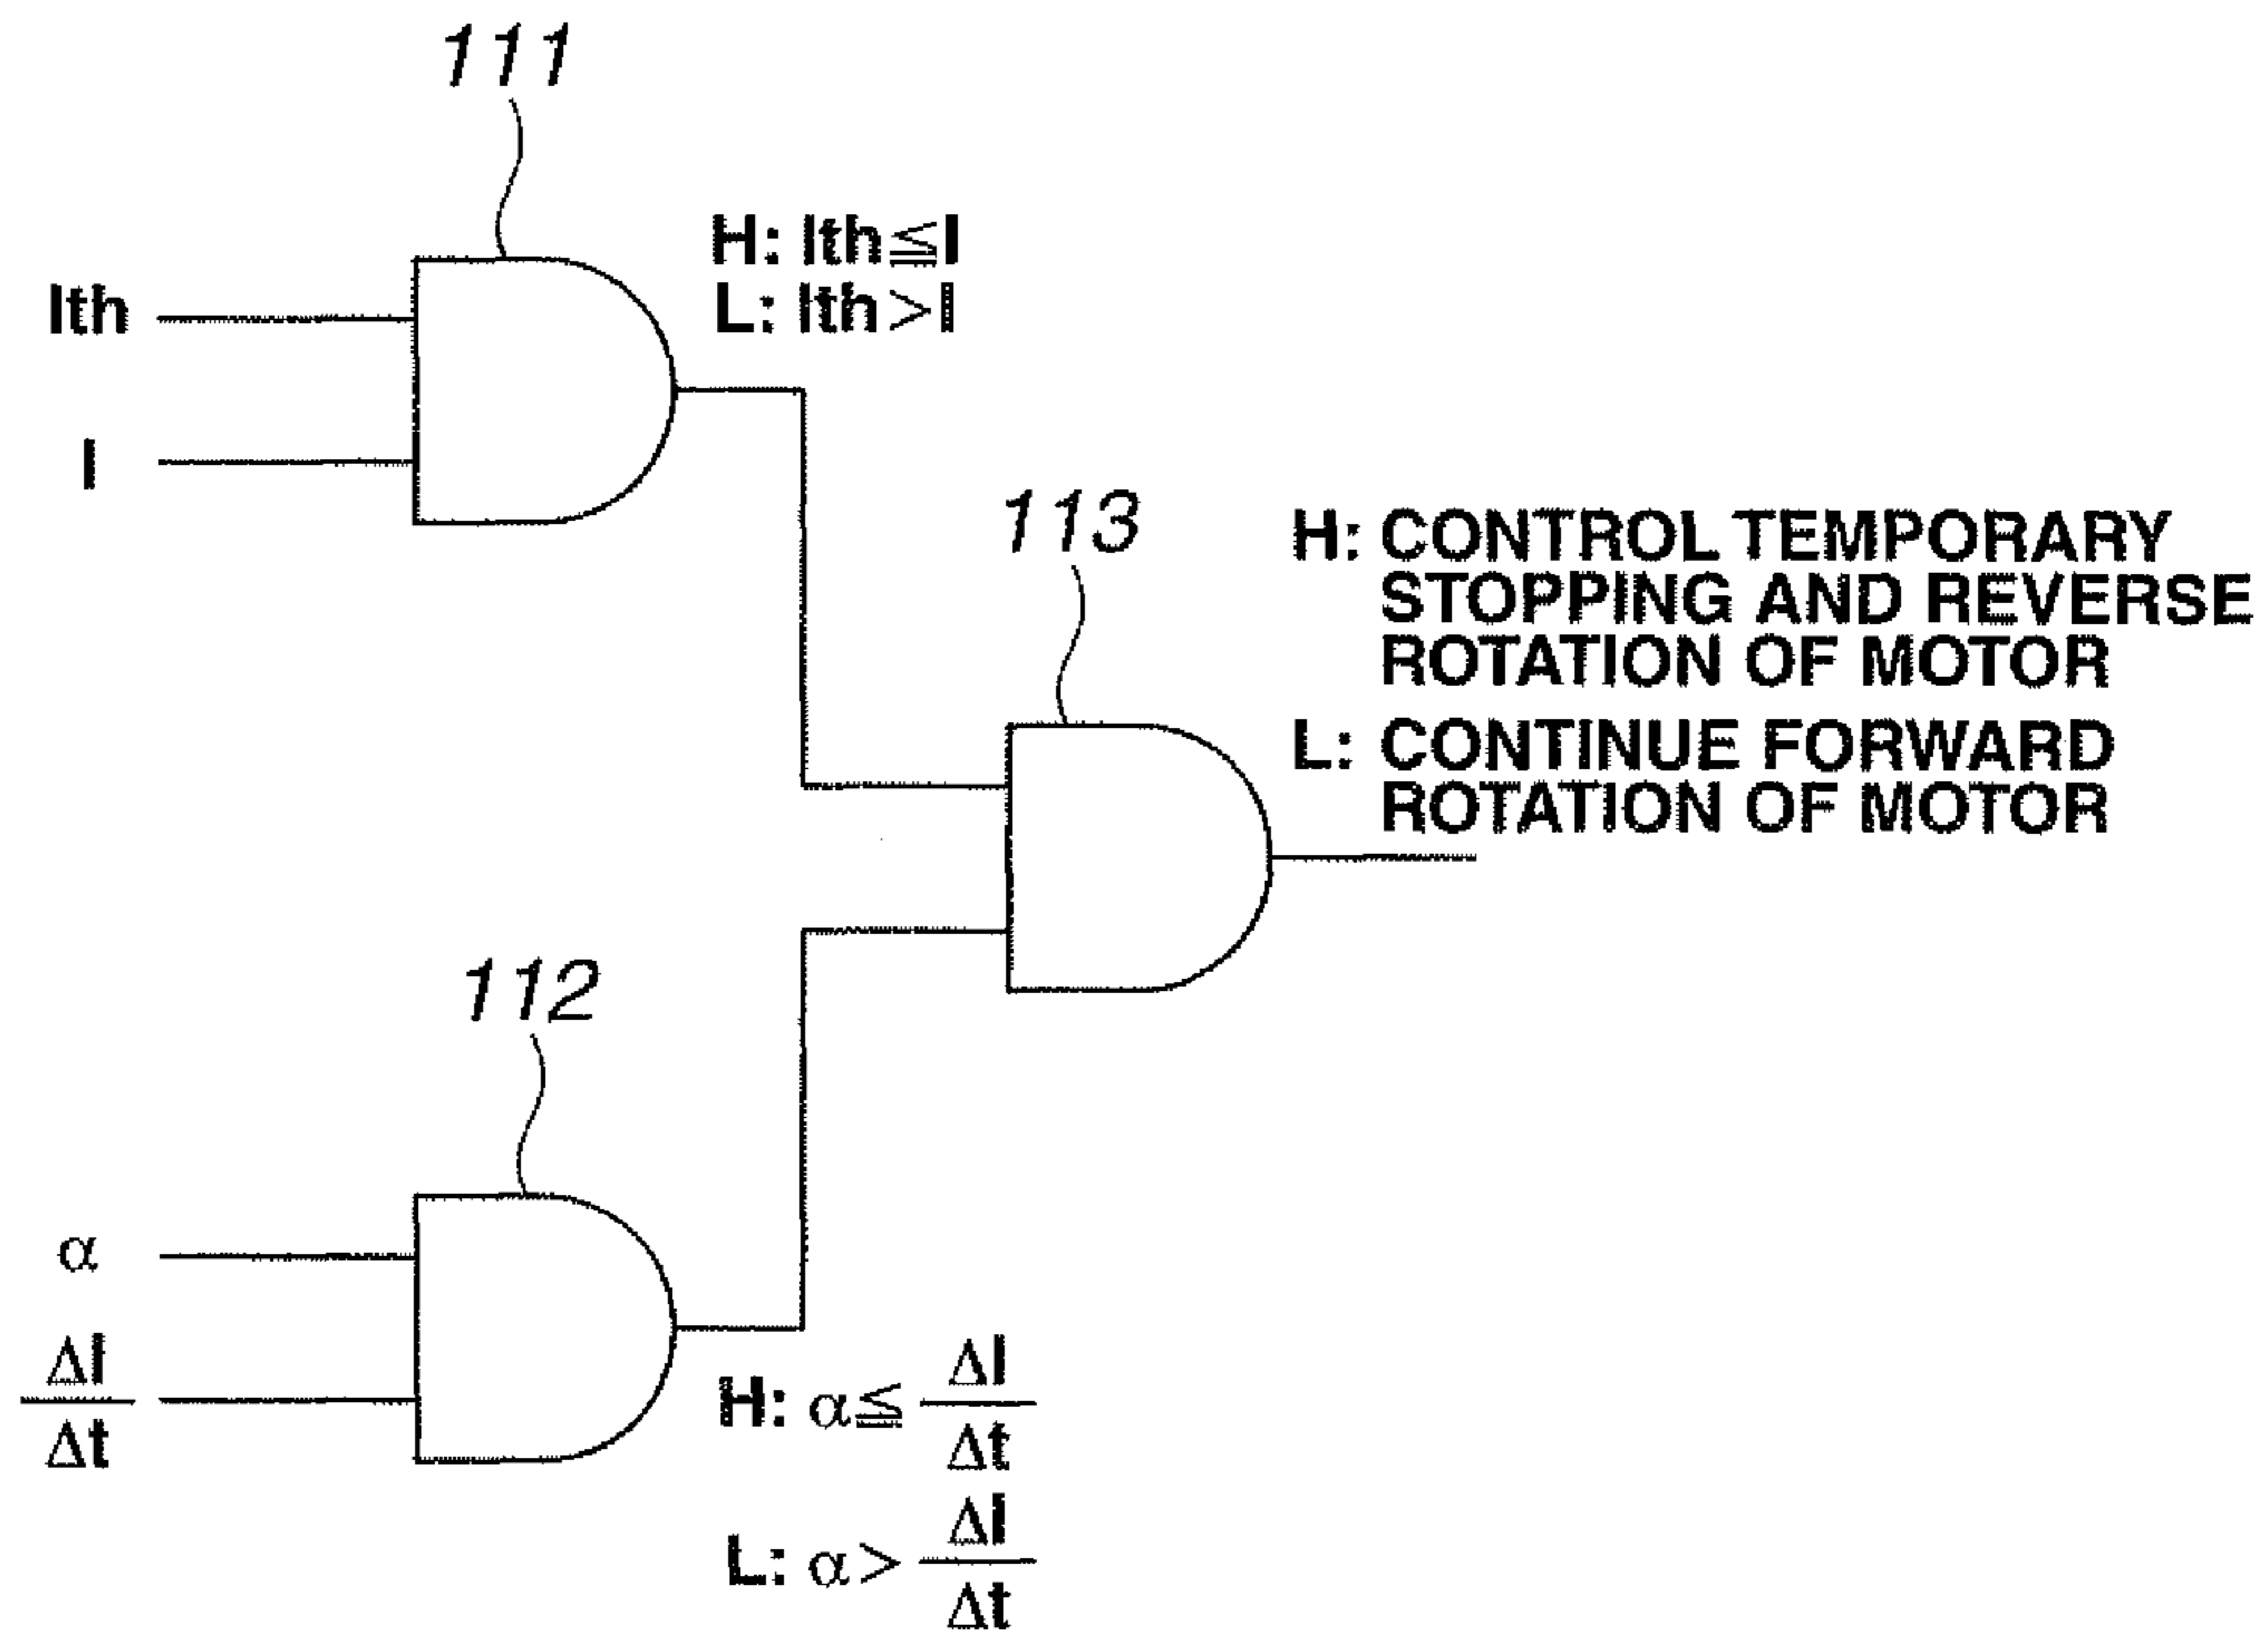 111
H: Ith≦I
L: Ith>I
Ith
I
113
H: CONTROL TEMPORARY
STOPPING AND REVERSE
ROTATION OF MOTOR
L: CONTINUE FORWARD
ROTATION OF MOTOR
112
α
ΔI
Δt
H: α≦ ΔI
Δt
L: α> ΔI
Δt